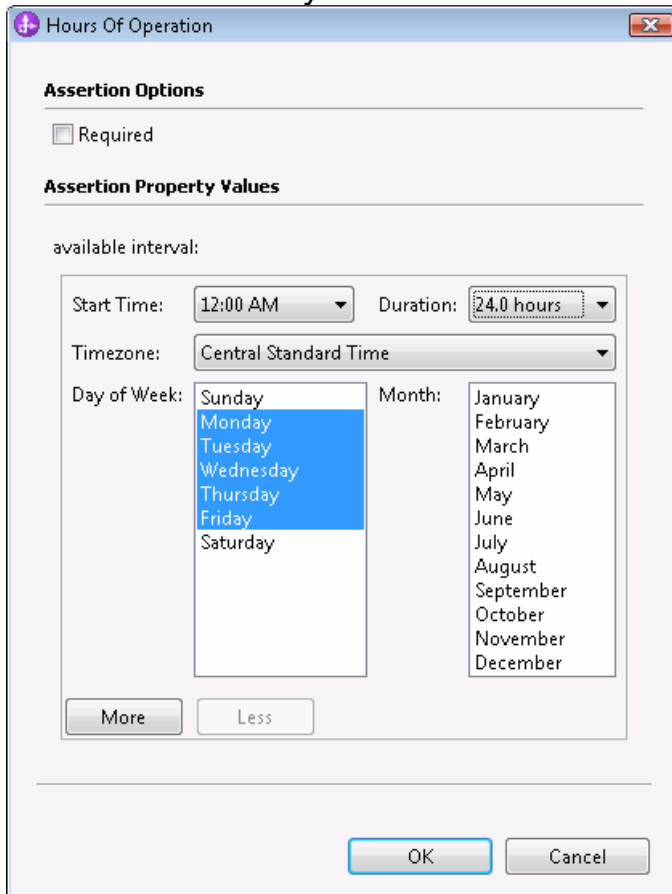 Hours Of Operation
Assertion Options
Required
Assertion Property Values
available interval:
Start Time: 12:00 AM Duration: 24.0 hours
Timezone: Central Standard Time
Day of Week: Sunday Month: January
Monday February
Tuesday March
Wednesday April
Thursday May
Friday June
Saturday July
August
September
October
November
December
More Less
OK Cancel